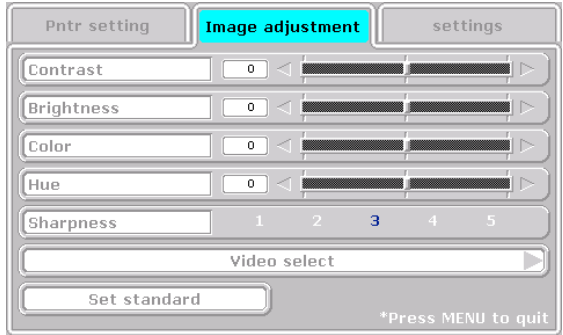 Pntr setting Image adjustment settings
Contrast 0
Brightness 0
Color 0
Hue 0
Sharpness 1 2 3 4 5
Video select
Set standard
*Press MENU to quit